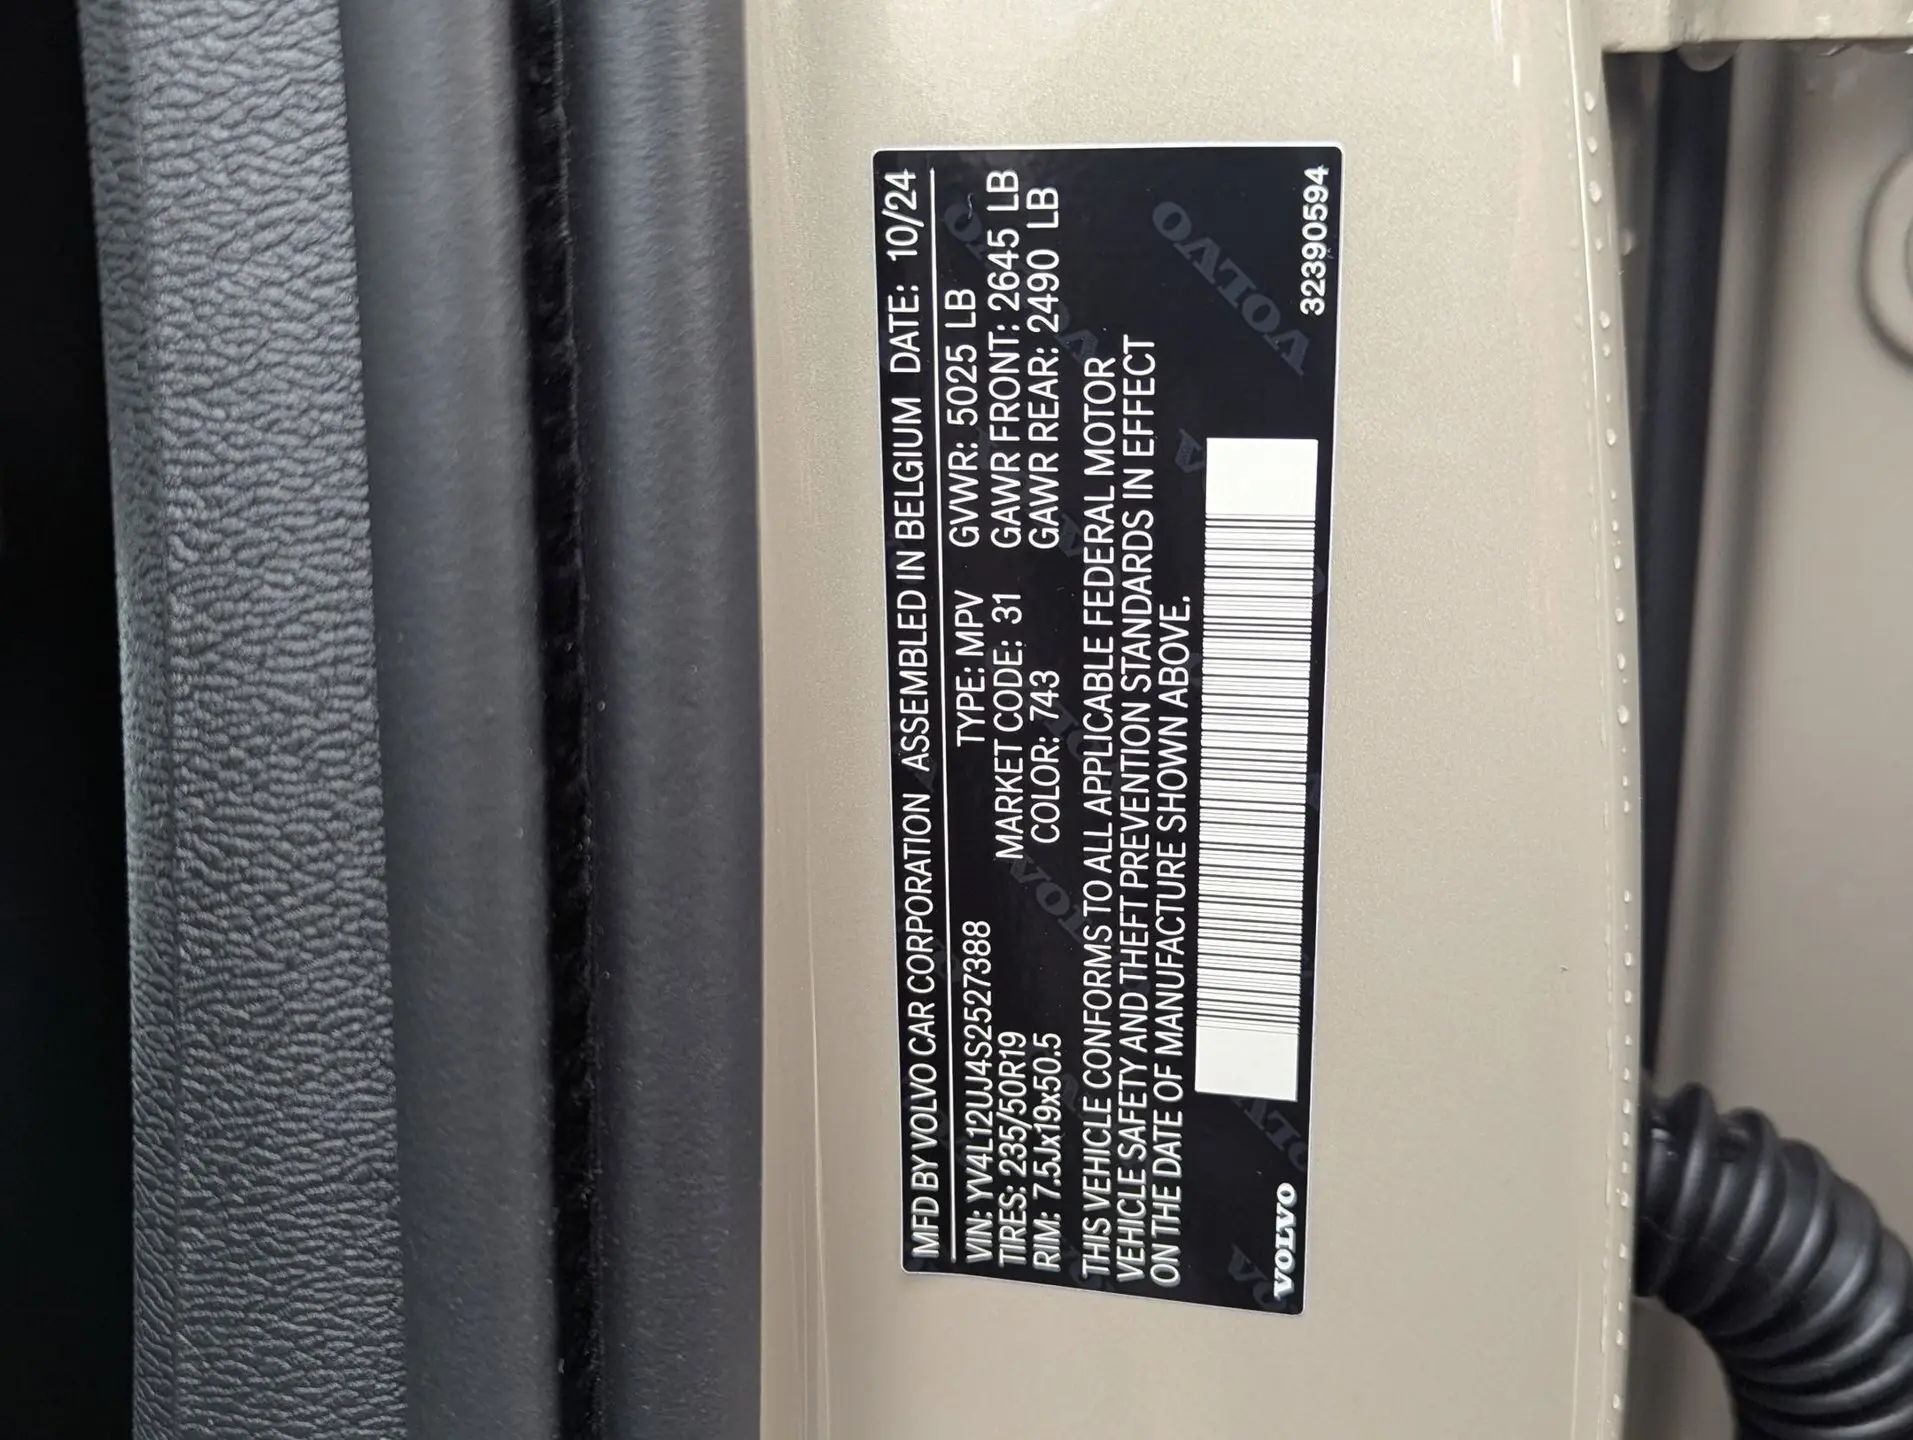 MFD BY VOLVO CAR CORPORATION ASSEMBLED IN BELGIUM DATE: 10/24
VIN: YV4L12UJ4S2527388 TYPE: MPV GVWR: 5025 LB
TIRES: 235/50R19 MARKET CODE: 31 GAWR FRONT: 2645 LB
RIM: 7.5Jx19x50.5 COLOR: 743 GAWR REAR: 2490 LB
THIS VEHICLE CONFORMS TO ALL APPLICABLE FEDERAL MOTOR
VEHICLE SAFETY AND THEFT PREVENTION STANDARDS IN EFFECT
ON THE DATE OF MANUFACTURE SHOWN ABOVE.
VOLVO 32390594